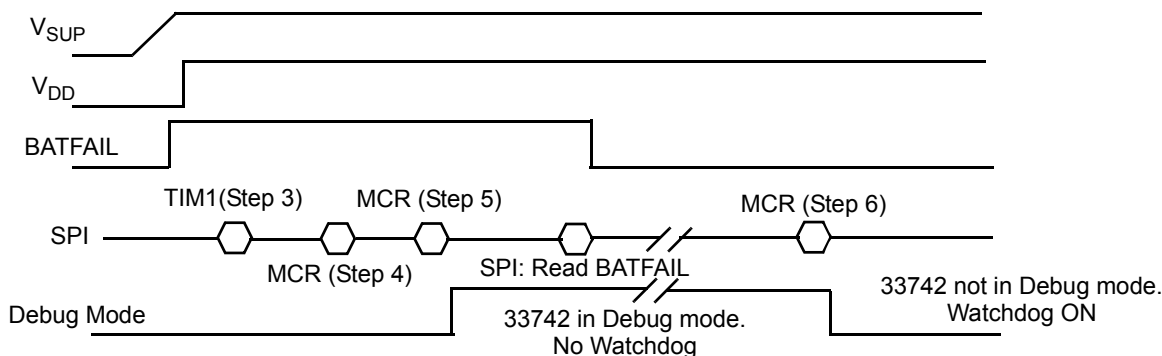 VSUP
VDD
BATFAIL
TIM1(Step 3)
MCR (Step 5)
MCR (Step 6)
SPI
MCR (Step 4)
SPI: Read BATFAIL
Debug Mode
33742 in Debug mode.
No Watchdog
33742 not in Debug mode.
Watchdog ON